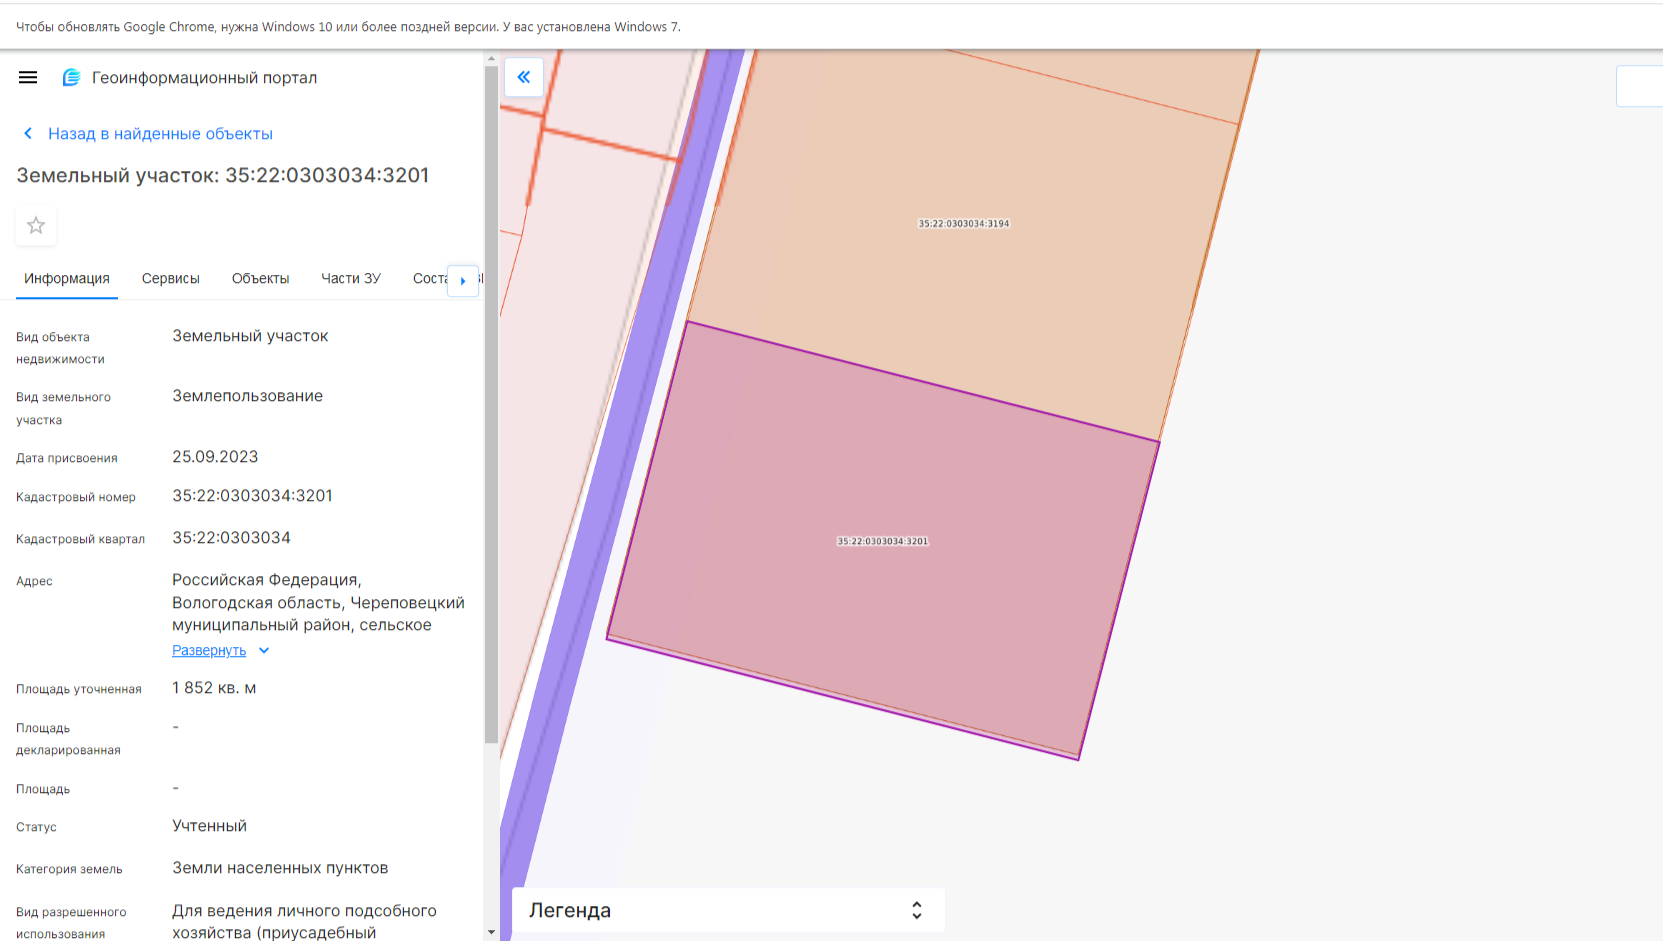 Чтобы обновлять Google Chrome, нужна Windows 10 или более поздней версии. У вас установлена Windows 7.
Геоинформационный портал
Назад в найденные объекты
Земельный участок: 35:22:0303034:3201
Информация Сервисы Объекты Части ЗУ
Вид объекта недвижимости
Земельный участок
Вид земельного участка
Землепользование
Дата присвоения
25.09.2023
Кадастровый номер
35:22:0303034:3201
Кадастровый квартал
35:22:0303034
Адрес
Российская Федерация,
Вологодская область, Череповецкий
муниципальный район, сельское
Развернуть
Площадь уточненная
1 852 кв. м
Площадь декларированная
-
Площадь
-
Статус
Учтенный
Категория земель
Земли населенных пунктов
Вид разрешенного использования
Для ведения личного подсобного
хозяйства (приусадебный
35:22:0303034:3194
35:22:0303034:3201
Легенда